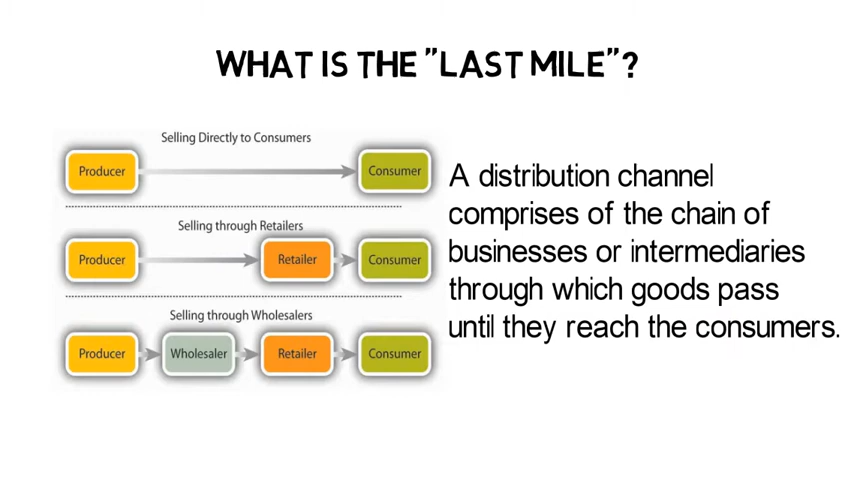 WHAT IS THE "LAST MILE"?
Selling Directly to Consumers
Producer
Consumer
Selling through Retailers
Producer
Retailer
Consumer
Selling through Wholesalers
Producer
Wholesaler
Retailer
Consumer
A distribution channel
comprises of the chain of
businesses or intermediaries
through which goods pass
until they reach the consumers.